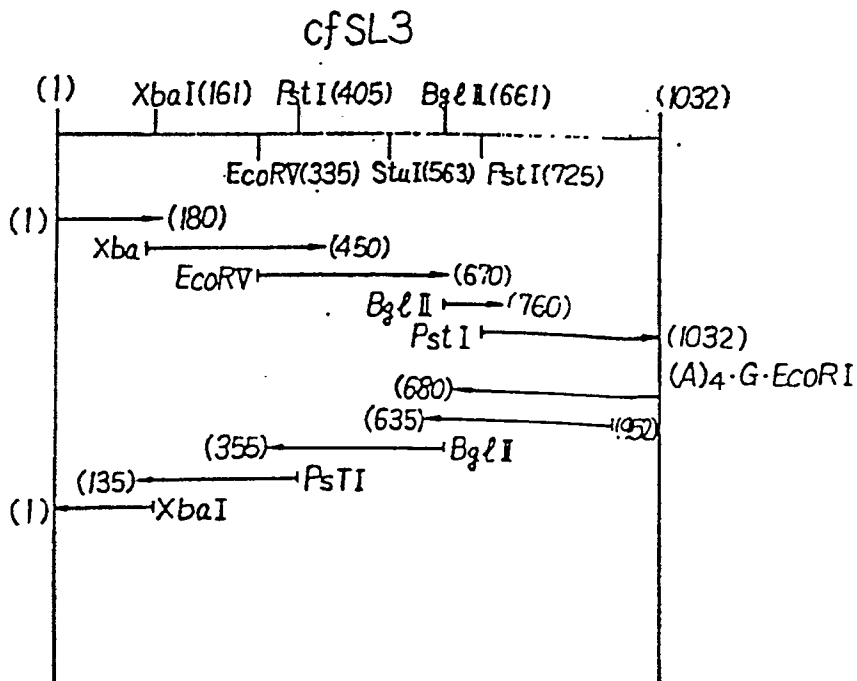 cfSL3
(1) XbaI(161) PstI(405) BglII(661) (1032)
EcoRV(335) StuI(563) PstI(725)
(1) (180)
Xba (450)
EcoRV (670)
BglII (760)
PstI (1032)
(A)4·G·EcoRI
(680)
(635) (952)
(355) BglI
(135) PsTI
(1) XbaI